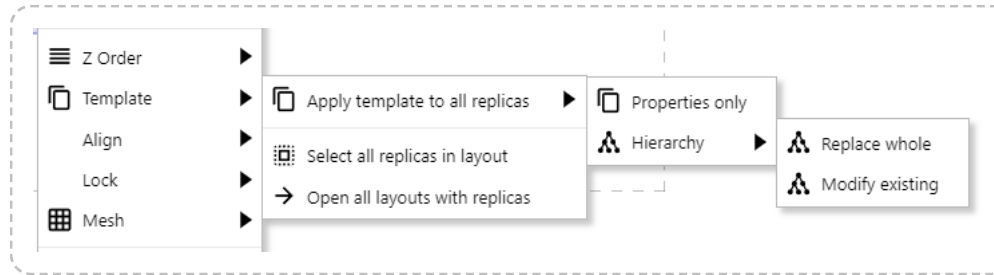 Z Order
Template
Align
Lock
Mesh
Apply template to all replicas
Select all replicas in layout
Open all layouts with replicas
Properties only
Hierarchy
Replace whole
Modify existing